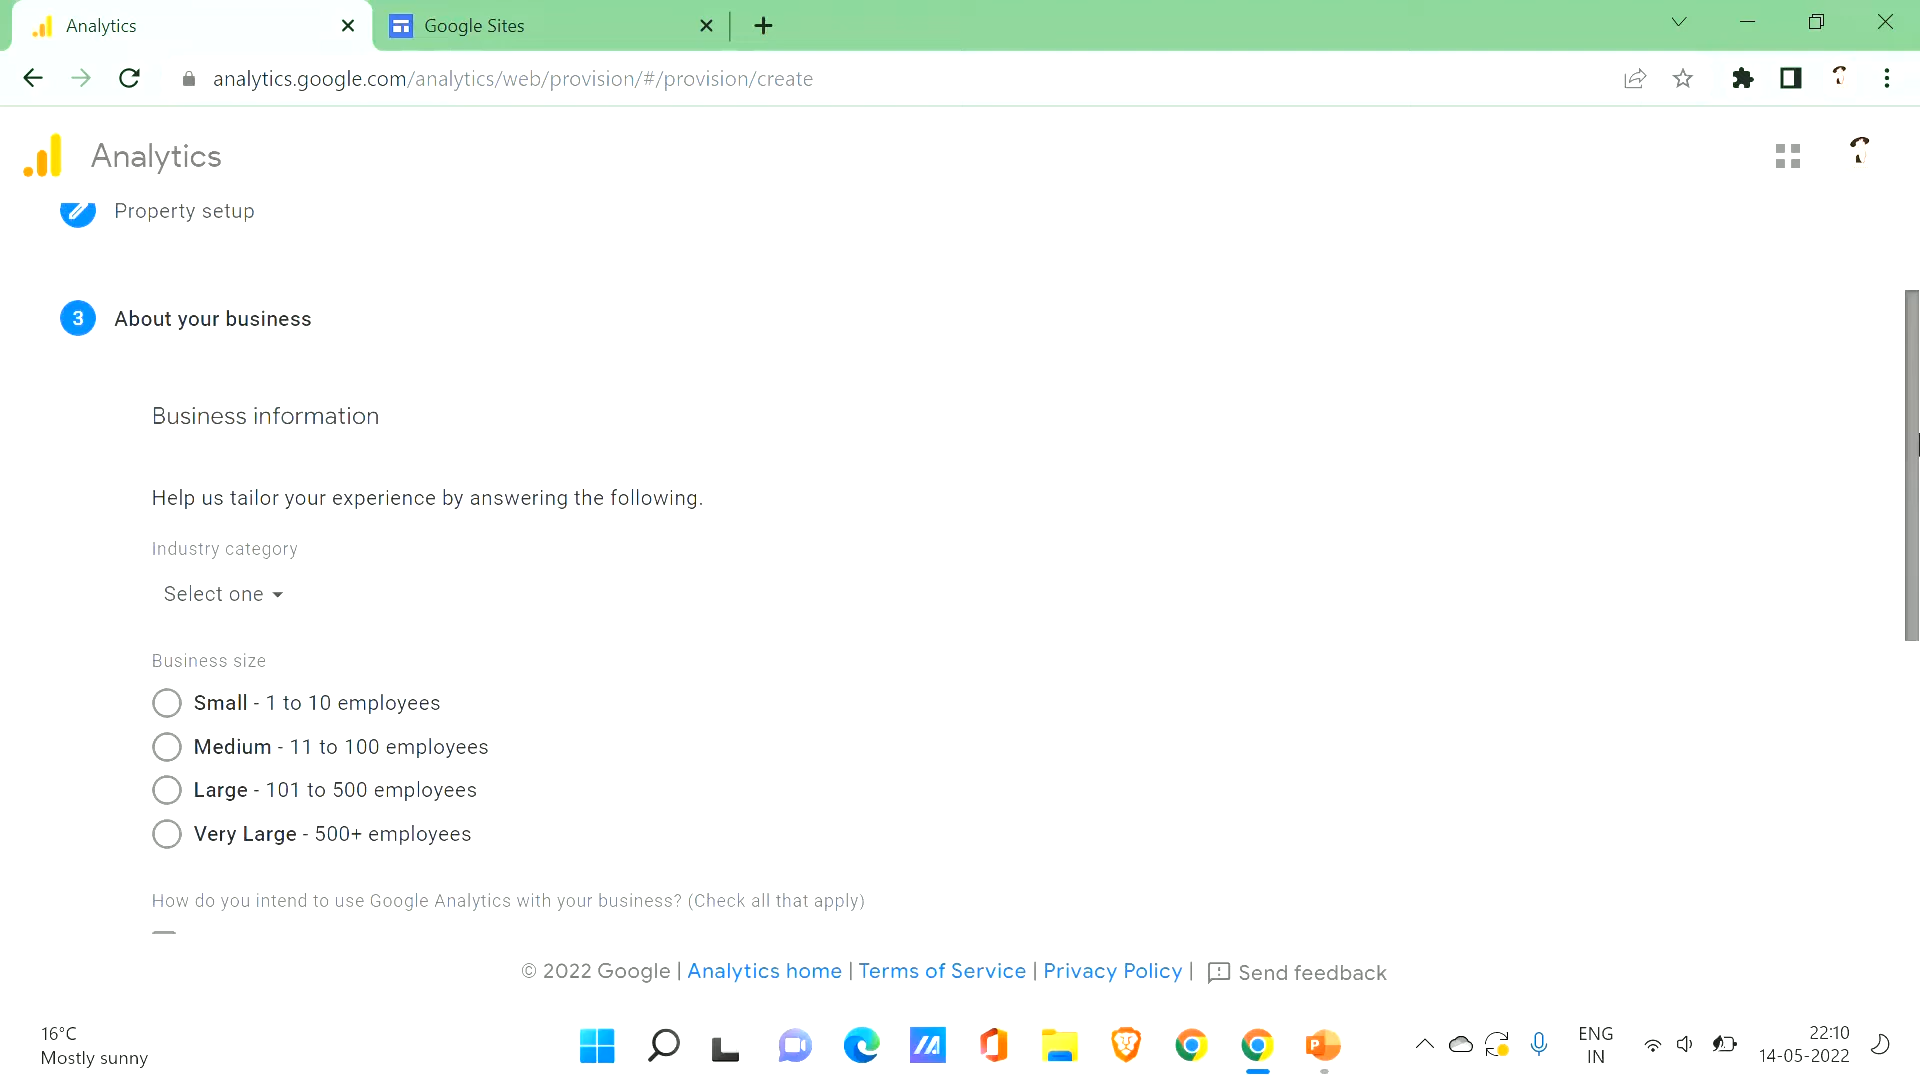 Analytics
Google Sites
analytics.google.com/analytics/web/provision/#/provision/create
Analytics
Property setup
3 About your business
Business information
Help us tailor your experience by answering the following.
Industry category
Select one
Business size
Small - 1 to 10 employees
Medium - 11 to 100 employees
Large - 101 to 500 employees
Very Large - 500+ employees
How do you intend to use Google Analytics with your business? (Check all that apply)
© 2022 Google | Analytics home | Terms of Service | Privacy Policy | Send feedback
16°C
Mostly sunny
ENG
IN
22:10
14-05-2022